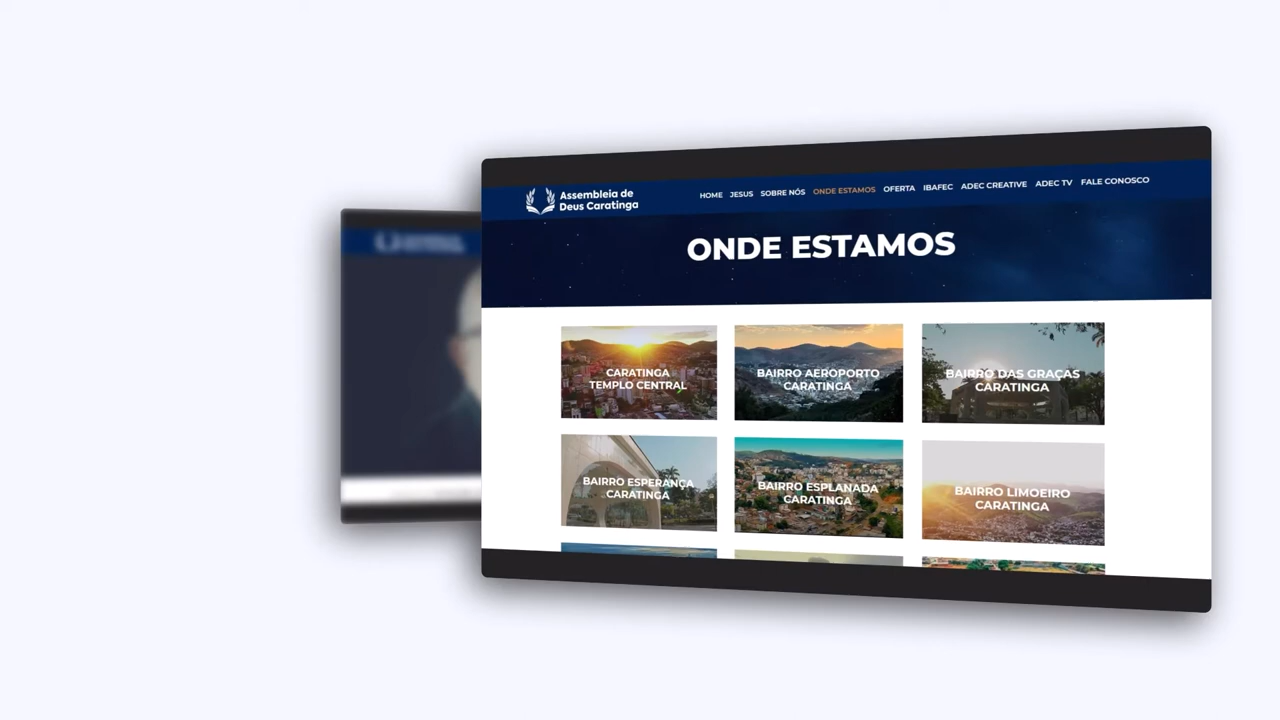 Assembleia de
Deus Caratinga
HOME JESUS SOBRE NÓS ONDE ESTAMOS OFERTA IBAFEC ADEC CREATIVE ADEC TV FALE CONOSCO
ONDE ESTAMOS
CARATINGA
TEMPLO CENTRAL
BAIRRO AEROPORTO
CARATINGA
BAIRRO DAS GRAÇAS
CARATINGA
BAIRRO ESPERANÇA
CARATINGA
BAIRRO ESPLANADA
CARATINGA
BAIRRO LIMOEIRO
CARATINGA